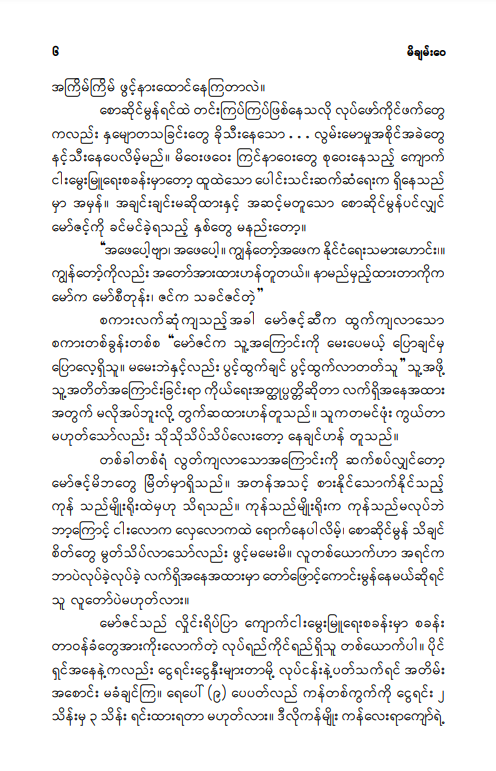 ၆ မိချမ်းဝေ
အကြိမ်ကြိမ် ဖွင့်နားထောင်နေကြတာလဲ။
စောဆိုင်မွန်ရင်ထဲ တင်းကြပ်ကြပ်ဖြစ်နေသလို လုပ်ဖော်ကိုင်ဖက်တွေ
ကလည်း နှမျောတသခြင်းတွေ ခိုသီးနေသော . . . လွမ်းမောမှုအစိုင်အခဲတွေ
နင့်သီးနေပေလိမ့်မည်။ မိဝေးဖဝေး ကြင်နာဝေးတွေ စုဝေးနေသည့် ကျောက်
ငါးမွေးမြူရေးစခန်းမှာတော့ ထူထဲသော ပေါင်းသင်းဆက်ဆံရေးက ရှိနေသည်
မှာ အမှန်။ အချင်းချင်းမဆိုထားနှင့် အဆင့်မတူသော စောဆိုင်မွန်ပင်လျှင်
မော်ဇင့်ကို ခင်မင်ခဲ့ရသည့် နှစ်တွေ မနည်းတော့။
“အဖေပေါ့ဗျာ၊ အဖေပေါ့။ ကျွန်တော့်အဖေက နိုင်ငံရေးသမားဟောင်း၊။
ကျွန်တော့်ကိုလည်း အတော်အားထားဟန်တူတယ်။ နာမည်မှည့်ထားတာကိုက
မော်က မော်စီတုန်း၊ ဇင်က သခင်ဇင်တဲ့”
စကားလက်ဆုံကျသည့်အခါ မော်ဇင့်ဆီက ထွက်ကျလာသော
စကားတစ်ခွန်းတစ်စ “မော်ဇင်က သူ့အကြောင်းကို မေးပေမယ့် ပြောချင်မှ
ပြောလေ့ရှိသူ။ မမေးဘဲနှင့်လည်း ပွင့်ထွက်ချင် ပွင့်ထွက်လာတတ်သူ” သူ့အဖို့
သူ့အတိတ်အကြောင်းခြင်းရာ ကိုယ်ရေးအတ္ထုပ္ပတ္တိဆိုတာ လက်ရှိအနေအထား
အတွက် မလိုအပ်ဘူးလို့ တွက်ဆထားဟန်တူသည်။ သူကတမင်ဖုံး ကွယ်တာ
မဟုတ်သော်လည်း သိုသိုသိပ်သိပ်လေးတော့ နေချင်ဟန် တူသည်။
တစ်ခါတစ်ရံ လွတ်ကျလာသောအကြောင်းကို ဆက်စပ်လျှင်တော့
မော်ဇင့်မိဘတွေ မြိတ်မှာရှိသည်။ အတန်အသင့် စားနိုင်သောက်နိုင်သည့်
ကုန် သည်မျိုးရိုးထဲမှဟု သိရသည်။ ကုန်သည်မျိုးရိုးက ကုန်သည်မလုပ်ဘဲ
ဘာ့ကြောင့် ငါးလောက လှေလောကထဲ ရောက်နေပါလိမ့်၊ စောဆိုင်မွန် သိချင်
စိတ်တွေ မွတ်သိပ်လာသော်လည်း ဖွင့်မမေးမိ။ လူတစ်ယောက်ဟာ အရင်က
ဘာပဲလုပ်ခဲ့လုပ်ခဲ့ လက်ရှိအနေအထားမှာ တော်ဖြောင့်ကောင်းမွန်နေမယ်ဆိုရင်
သူ လူတော်ပဲမဟုတ်လား။
မော်ဇင်သည် လှိုင်းရိပ်ပြာ ကျောက်ငါးမွေးမြူရေးစခန်းမှာ စခန်း
တာဝန်ခံတွေအားကိုးလောက်တဲ့ လုပ်ရည်ကိုင်ရည်ရှိသူ တစ်ယောက်ပါ။ ပိုင်
ရှင်အနေနဲ့ကလည်း ငွေရင်းငွေနှီးများတာမို့ လုပ်ငန်းနဲ့ပတ်သက်ရင် အတိမ်း
အစောင်း မခံချင်ကြ။ ရေပေါ် (၉) ပေပတ်လည် ကန်တစ်ကွက်ကို ငွေရင်း ၂
သိန်းမှ ၃ သိန်း ရင်းထားရတာ မဟုတ်လား။ ဒီလိုကန်မျိုး ကန်လေးရာကျော်ရဲ့